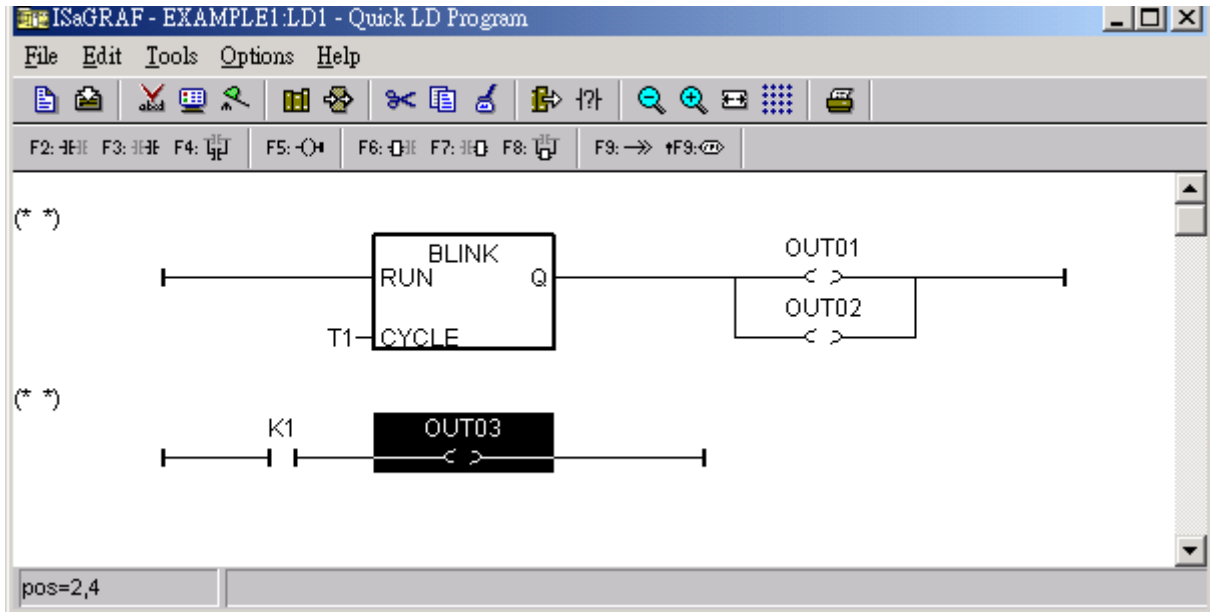 ISaGRAF - EXAMPLE1:LD1 - Quick LD Program
File Edit Tools Options Help
abcd
F2: F3: F4: F5: F6: F7: F8: F9: F9:
(* *)
BLINK
RUN Q
T1 CYCLE
OUT01
OUT02
(* *)
K1 OUT03
pos=2,4